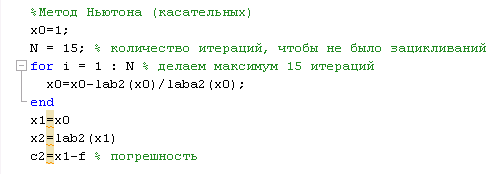 %Метод Ньютона (касательных)
x0=1;
N = 15; % количество итераций, чтобы не было зацикливаний
for i = 1 : N % делаем максимум 15 итераций
x0=x0-lab2(x0)/laba2(x0);
end
x1=x0
x2=lab2(x1)
c2=x1-f % погрешность